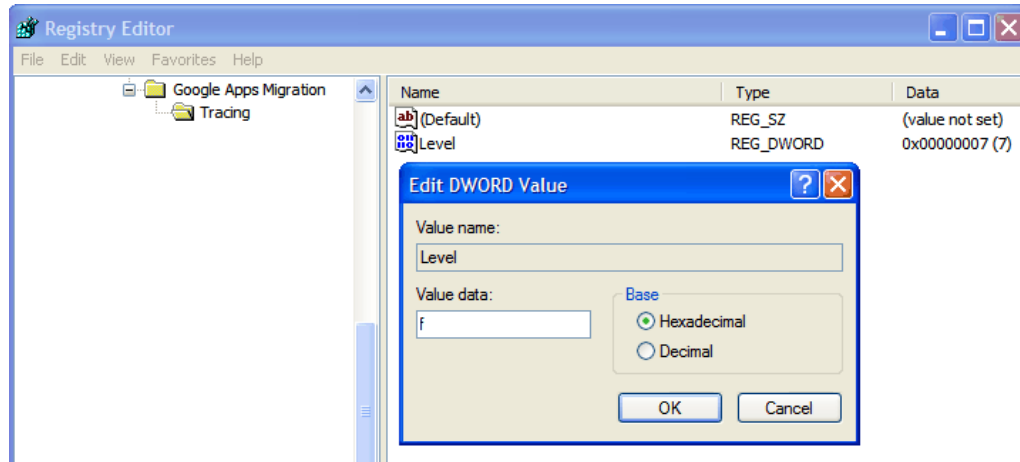 Registry Editor
File Edit View Favorites Help
Google Apps Migration
Tracing
Name Type Data
ab (Default) REG_SZ (value not set)
Level REG_DWORD 0x00000007 (7)
Edit DWORD Value
Value name:
Level
Value data:
f
Base
Hexadecimal
Decimal
OK Cancel